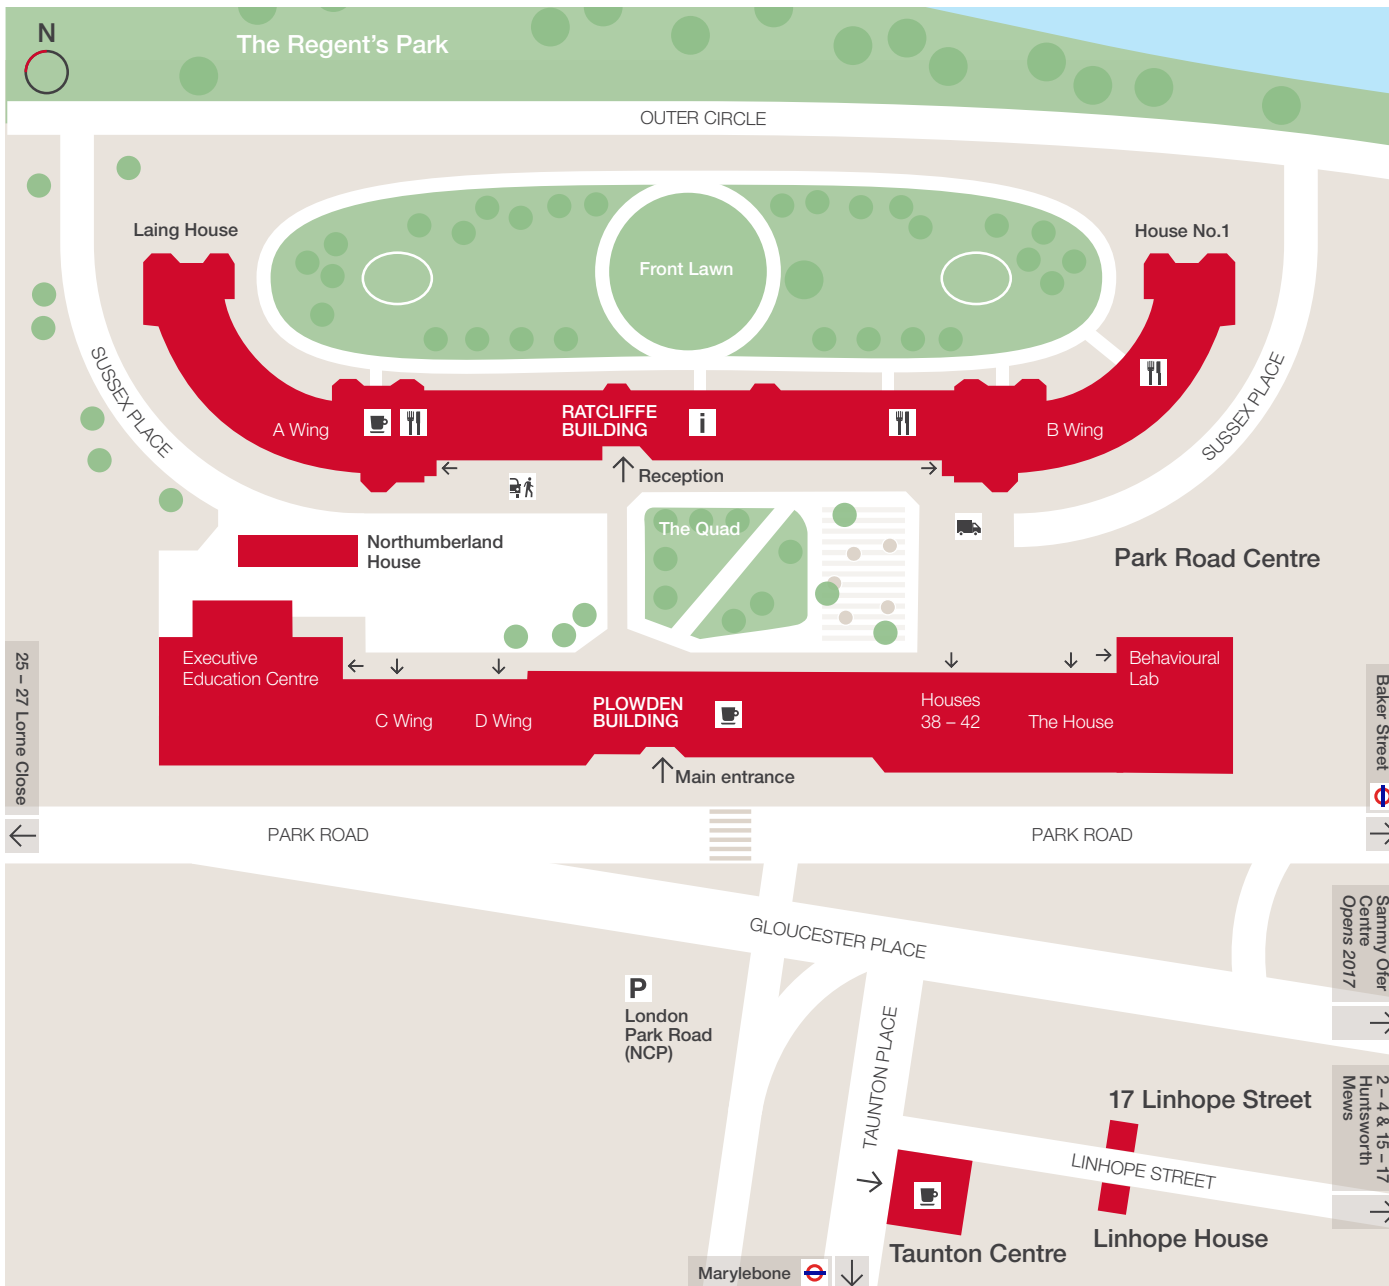 N
The Regent's Park
OUTER CIRCLE
Laing House
House No.1
Front Lawn
SUSSEX PLACE
SUSSEX PLACE
A Wing
RATCLIFFE
BUILDING
i
B Wing
Reception
The Quad
Northumberland
House
Park Road Centre
Executive
Education Centre
Behavioural
Lab
25 – 27 Lorne Close
C Wing
D Wing
PLOWDEN
BUILDING
Houses
38 – 42
The House
Baker Street
Main entrance
PARK ROAD
PARK ROAD
GLOUCESTER PLACE
Sammy Ofer
Centre
Opens 2017
P
London
Park Road
(NCP)
TAUNTON PLACE
17 Linhope Street
2 – 4 & 15 – 17
Huntsworth
Mews
LINHOPE STREET
Linhope House
Taunton Centre
Marylebone